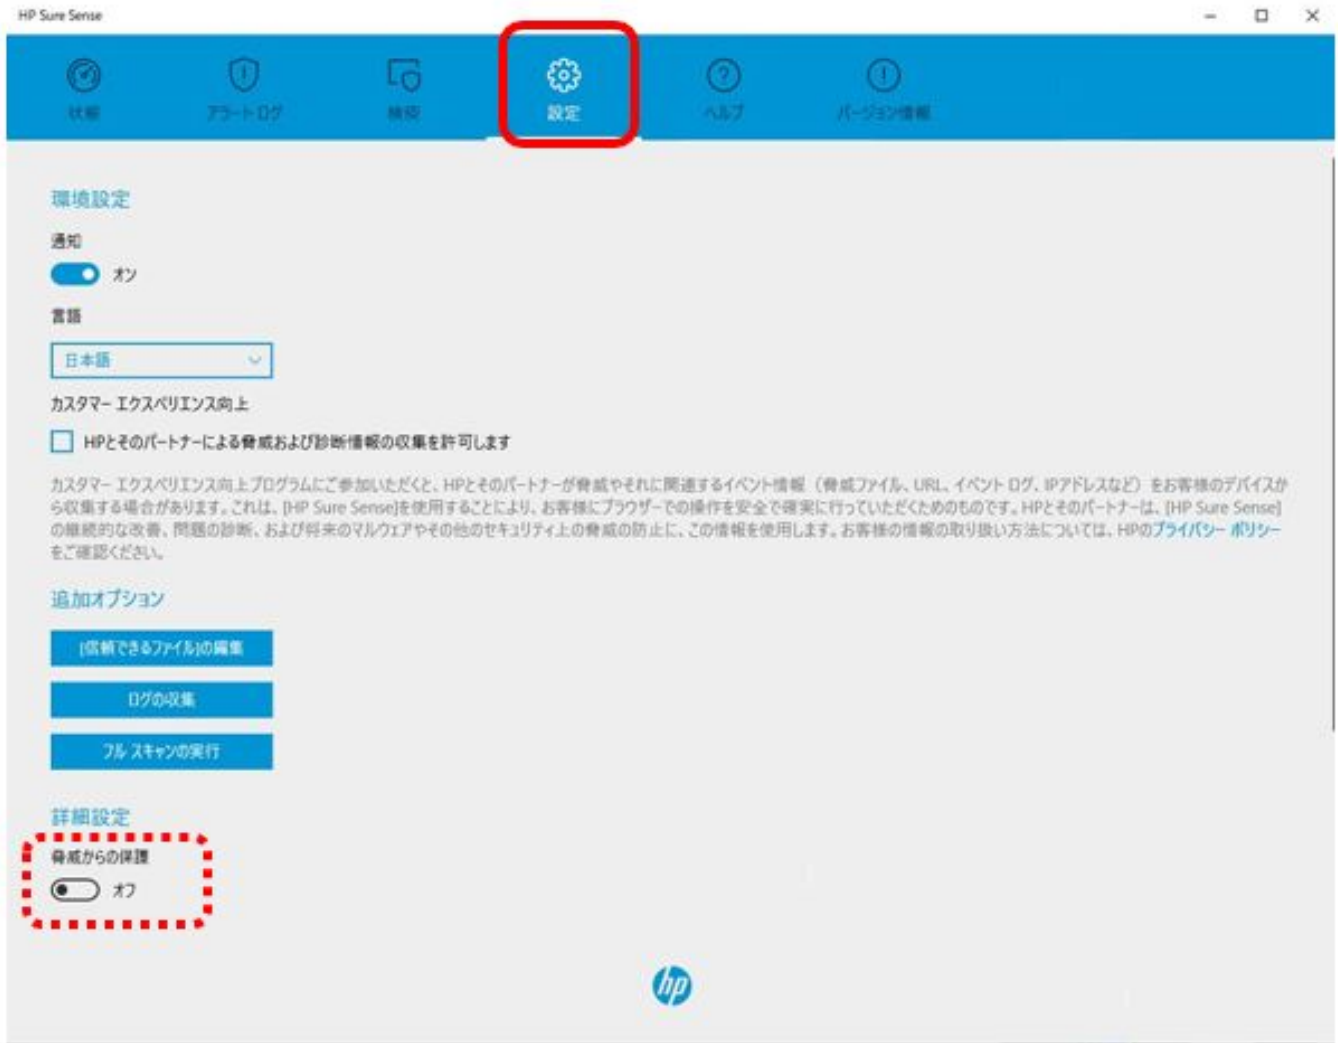 HP Sure Sense
状態
アラート ログ
検疫
設定
ヘルプ
バージョン情報
環境設定
通知
オン
言語
日本語
カスタマー エクスペリエンス向上
HPとそのパートナーによる脅威および診断情報の収集を許可します
カスタマー エクスペリエンス向上プログラムにご参加いただくと、HPとそのパートナーが脅威やそれに関連するイベント情報（脅威ファイル、URL、イベント ログ、IPアドレスなど）をお客様のデバイスか
ら収集する場合があります。これは、[HP Sure Sense]を使用することにより、お客様にブラウザーでの操作を安全で確実に行っていただくためのものです。HPとそのパートナーは、[HP Sure Sense]
の継続的な改善、問題の診断、および将来のマルウェアやその他のセキュリティ上の脅威の防止に、この情報を使用します。お客様の情報の取り扱い方法については、HPのプライバシー ポリシー
をご確認ください。
追加オプション
[信頼できるファイル]の編集
ログの収集
フル スキャンの実行
詳細設定
脅威からの保護
オフ
hp